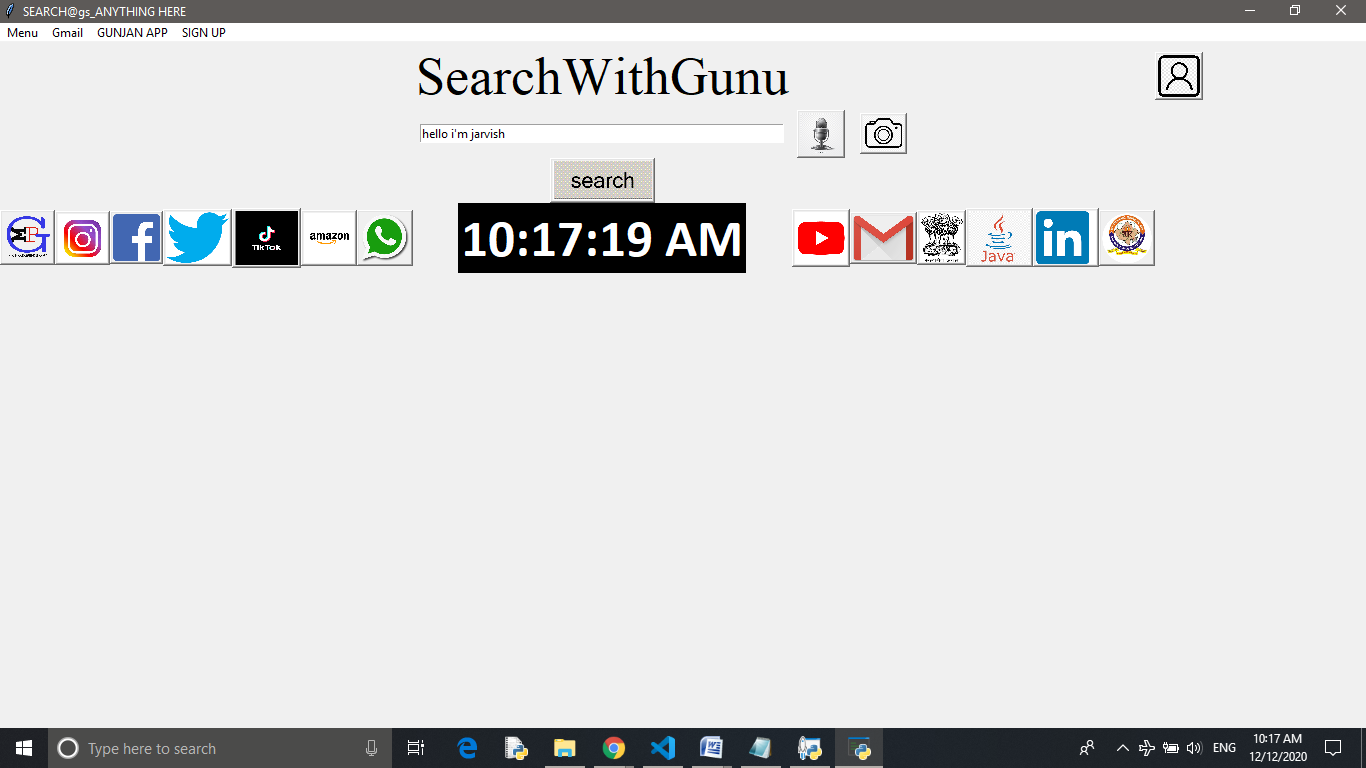 SEARCH@gs_ANYTHING HERE
Menu Gmail GUNJAN APP SIGN UP
SearchWithGunu
hello i'm jarvish
search
TikTok
amazon
10:17:19 AM
Java
in
Type here to search
ENG
10:17 AM
12/12/2020